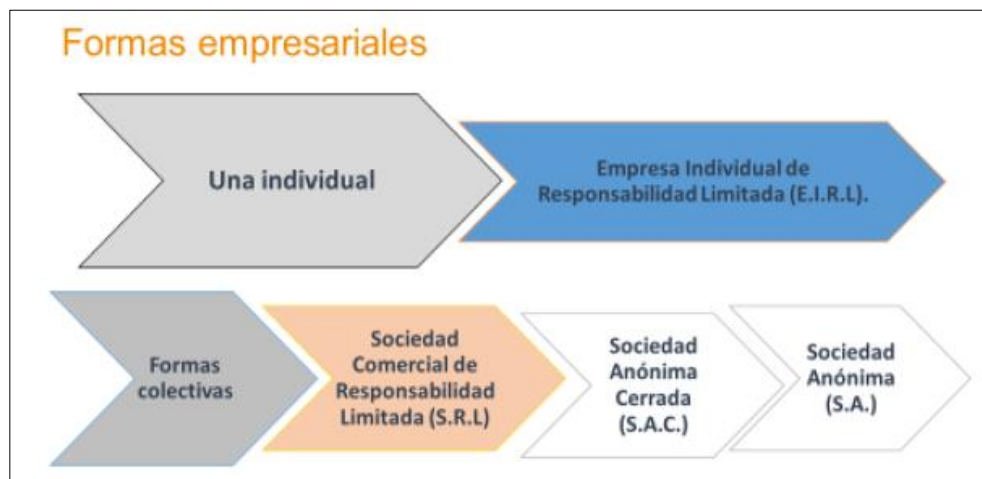 Formas empresariales
Una individual
Empresa Individual de
Responsabilidad Limitada (E.I.R.L).
Formas
colectivas
Sociedad
Comercial de
Responsabilidad
Limitada (S.R.L)
Sociedad
Anónima
Cerrada
(S.A.C.)
Sociedad
Anónima
(S.A.)